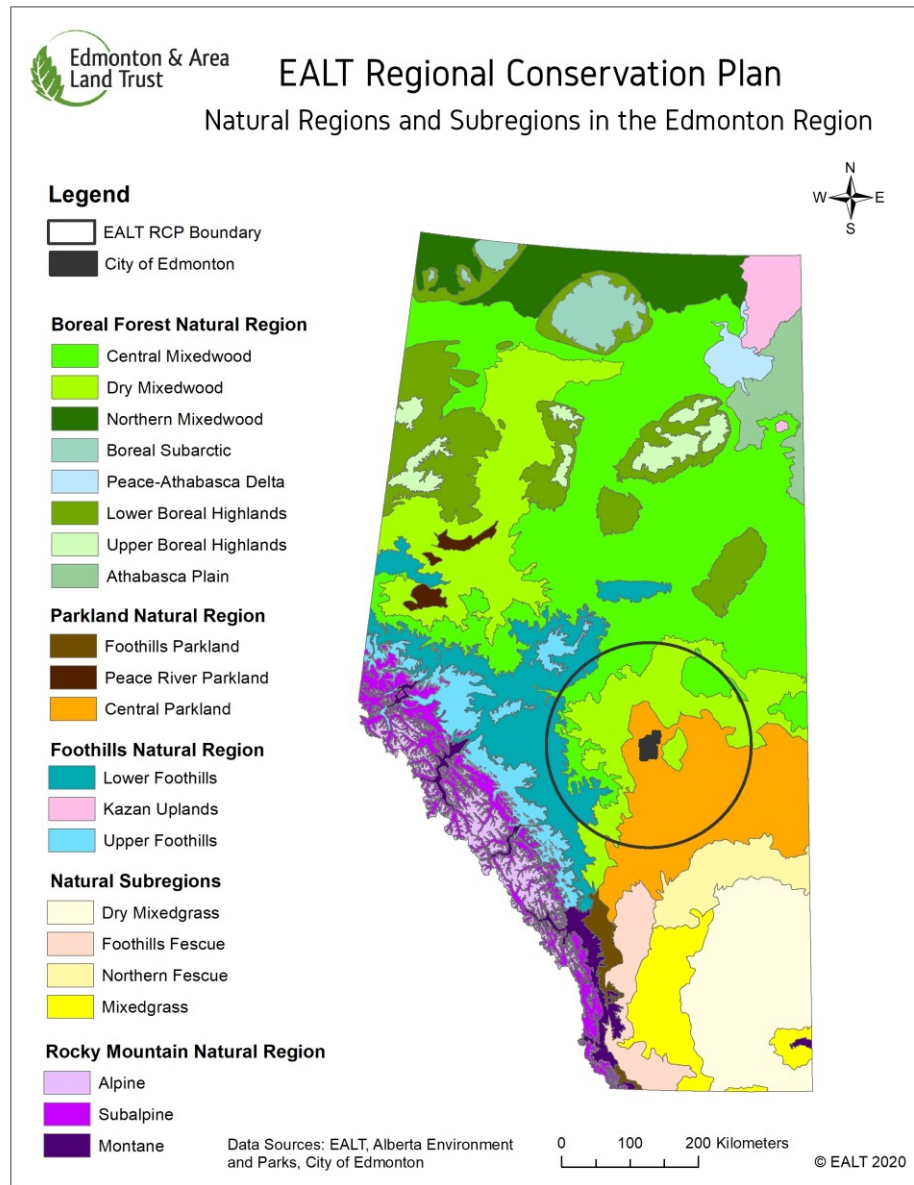 Edmonton & Area
Land Trust
EALT Regional Conservation Plan
Natural Regions and Subregions in the Edmonton Region
N
W E
S
Legend
EALT RCP Boundary
City of Edmonton
Boreal Forest Natural Region
Central Mixedwood
Dry Mixedwood
Northern Mixedwood
Boreal Subarctic
Peace-Athabasca Delta
Lower Boreal Highlands
Upper Boreal Highlands
Athabasca Plain
Parkland Natural Region
Foothills Parkland
Peace River Parkland
Central Parkland
Foothills Natural Region
Lower Foothills
Kazan Uplands
Upper Foothills
Natural Subregions
Dry Mixedgrass
Foothills Fescue
Northern Fescue
Mixedgrass
Rocky Mountain Natural Region
Alpine
Subalpine
Montane
Data Sources: EALT, Alberta Environment
and Parks, City of Edmonton
0 100 200 Kilometers
© EALT 2020